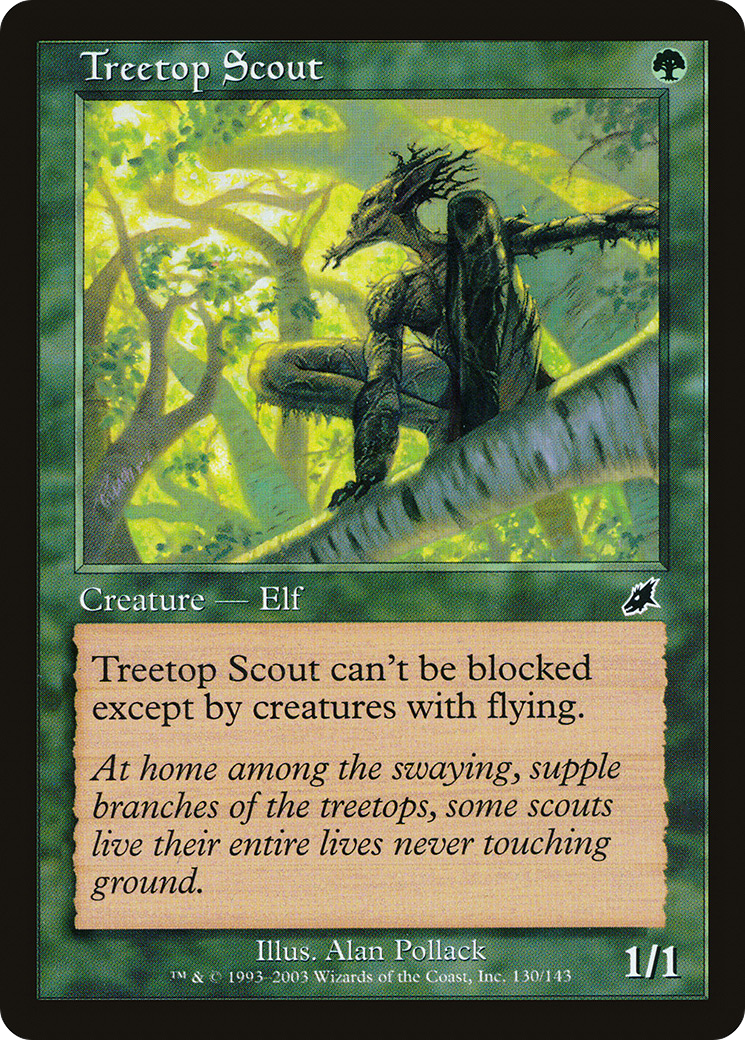 Treetop Scout
Creature — Elf
Treetop Scout can't be blocked
except by creatures with flying.
At home among the swaying, supple
branches of the treetops, some scouts
live their entire lives never touching
ground.
Illus. Alan Pollack
™ & © 1993–2003 Wizards of the Coast, Inc. 130/143
1/1